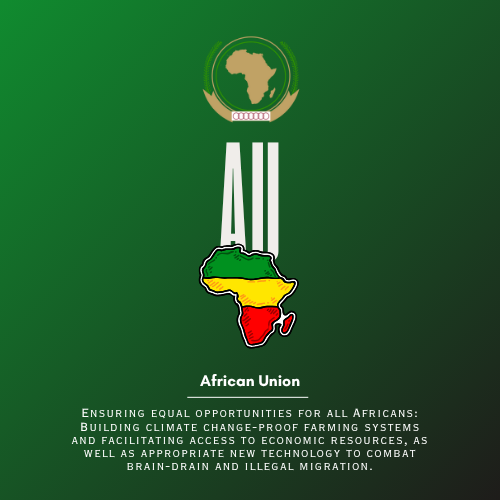 AU
African Union
Ensuring equal opportunities for all Africans:
Building climate change-proof farming systems
and facilitating access to economic resources, as
well as appropriate new technology to combat
brain-drain and illegal migration.